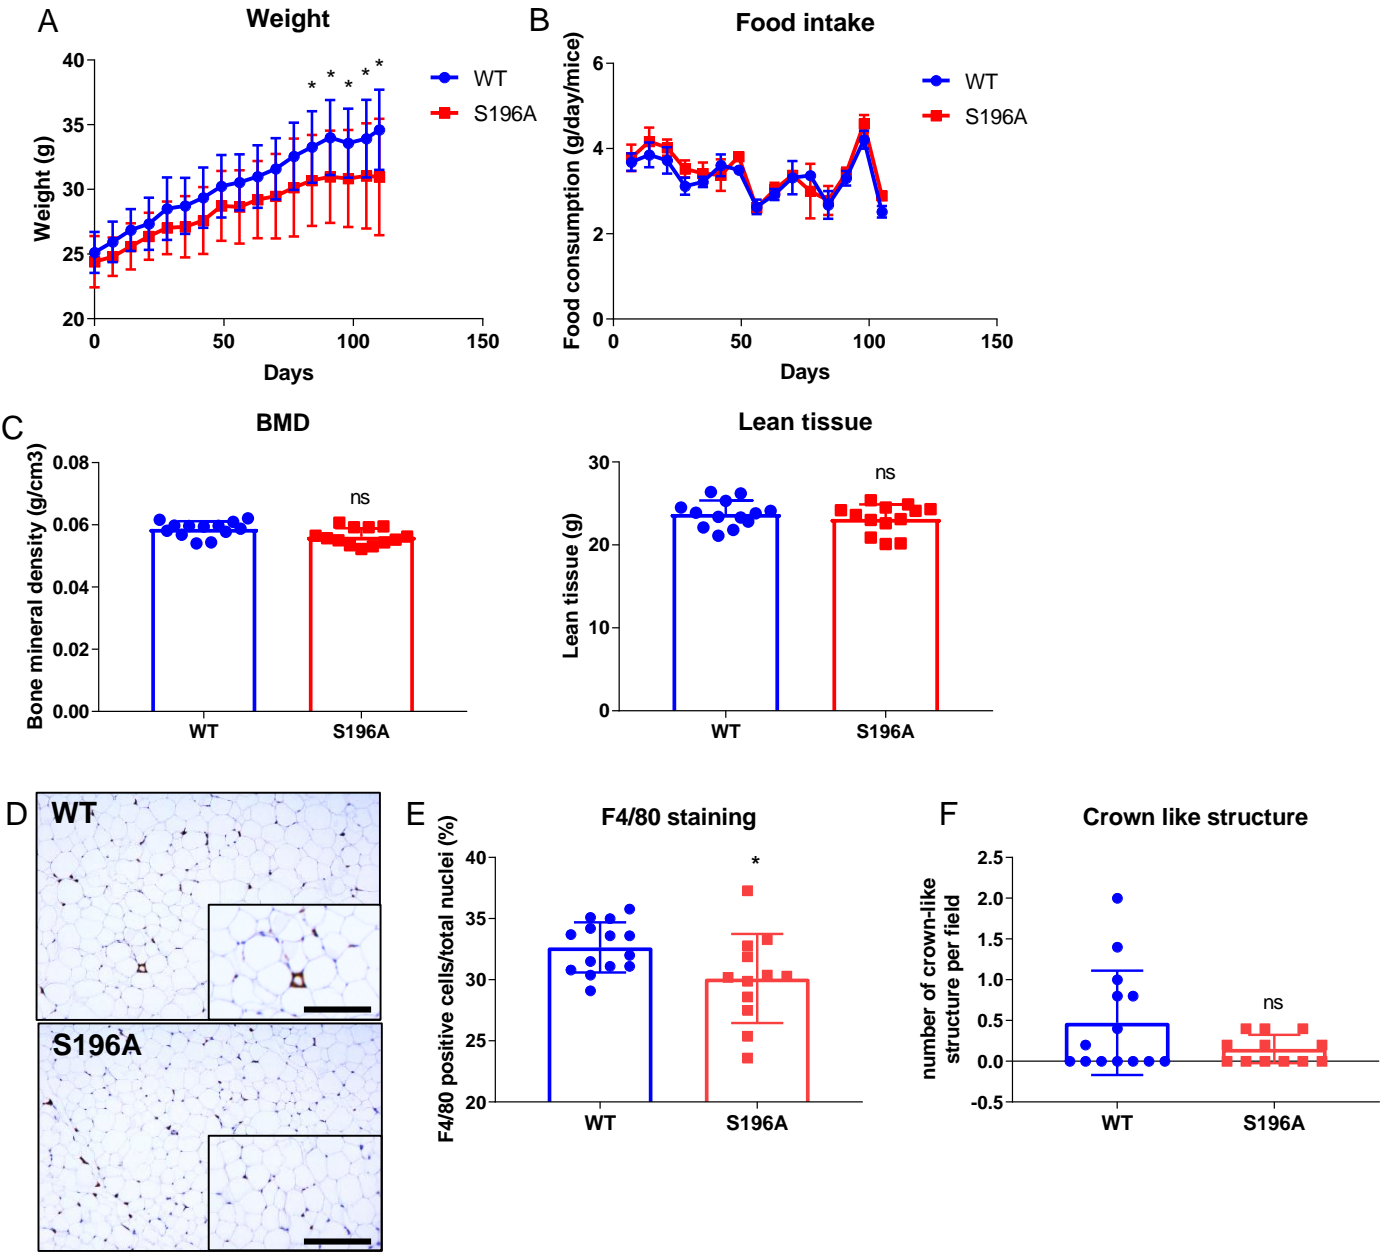 A
Weight
Weight (g)
40
35
30
25
20
0
50
100
150
Days
* * * * *
WT
S196A
B
Food intake
Food consumption (g/day/mice)
6
4
2
0
0
50
100
150
Days
WT
S196A
C
BMD
Bone mineral density (g/cm3)
0.08
0.06
0.04
0.02
0.00
ns
WT
S196A
Lean tissue
Lean tissue (g)
30
20
10
0
ns
WT
S196A
D
WT
S196A
E
F4/80 staining
F4/80 positive cells/total nuclei (%)
40
35
30
25
20
*
WT
S196A
F
Crown like structure
number of crown-like
structure per field
2.5
2.0
1.5
1.0
0.5
0.0
-0.5
ns
WT
S196A